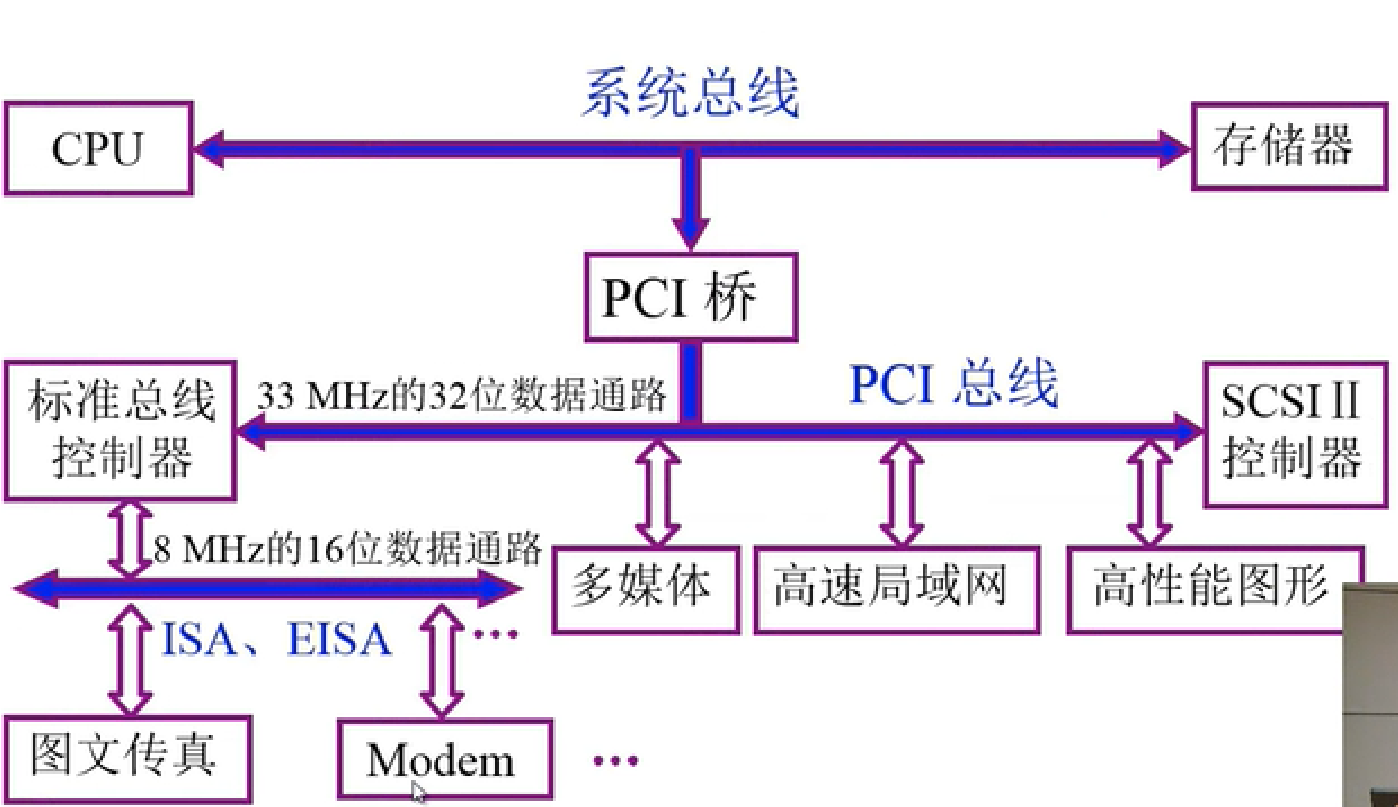 系统总线
CPU
存储器
PCI 桥
标准总线
控制器
33 MHz的32位数据通路
PCI 总线
SCSI II
控制器
8 MHz的16位数据通路
多媒体
高速局域网
高性能图形
ISA、EISA
···
图文传真
Modem
···